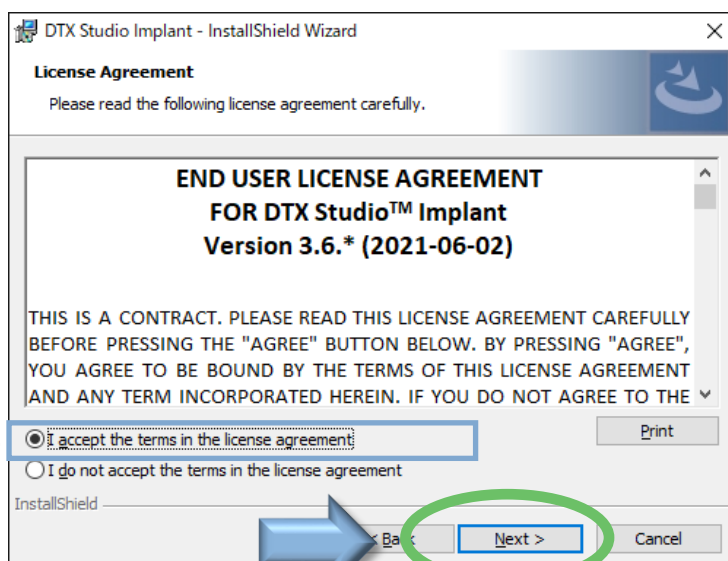 DTX Studio Implant - InstallShield Wizard
License Agreement
Please read the following license agreement carefully.
END USER LICENSE AGREEMENT
FOR DTX Studio™ Implant
Version 3.6.* (2021-06-02)
THIS IS A CONTRACT. PLEASE READ THIS LICENSE AGREEMENT CAREFULLY
BEFORE PRESSING THE "AGREE" BUTTON BELOW. BY PRESSING "AGREE",
YOU AGREE TO BE BOUND BY THE TERMS OF THIS LICENSE AGREEMENT
AND ANY TERM INCORPORATED HEREIN. IF YOU DO NOT AGREE TO THE
I accept the terms in the license agreement
Print
I do not accept the terms in the license agreement
InstallShield
< Back
Next >
Cancel